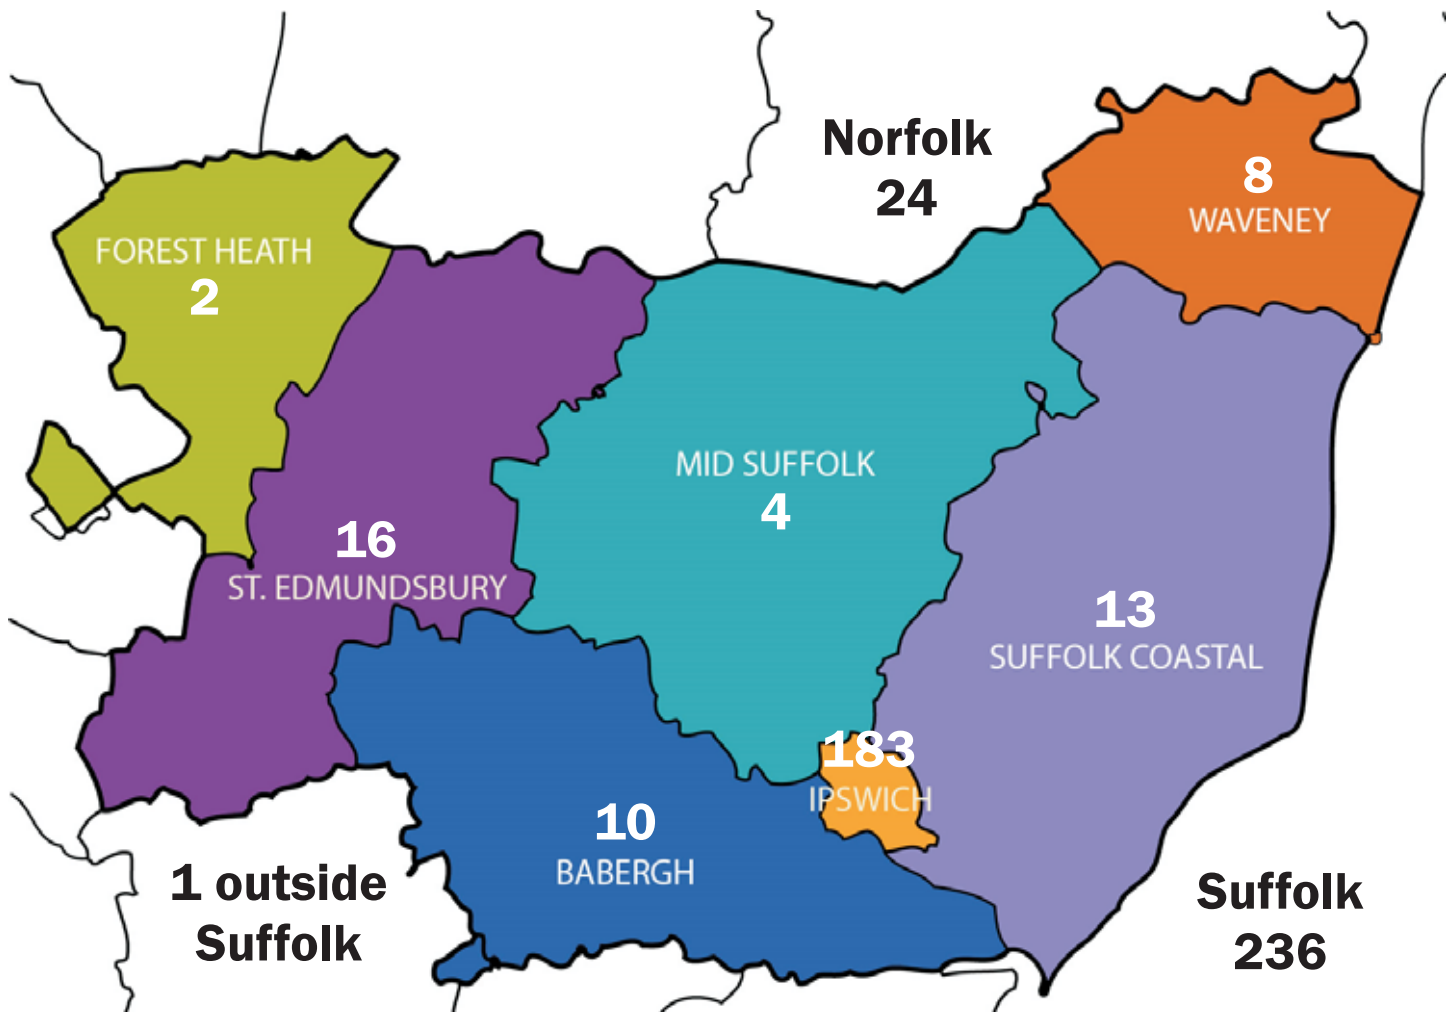 Norfolk
24
8
WAVENEY
FOREST HEATH
2
MID SUFFOLK
4
16
ST. EDMUNDSBURY
13
SUFFOLK COASTAL
183
IPSWICH
10
BABERGH
1 outside
Suffolk
Suffolk
236